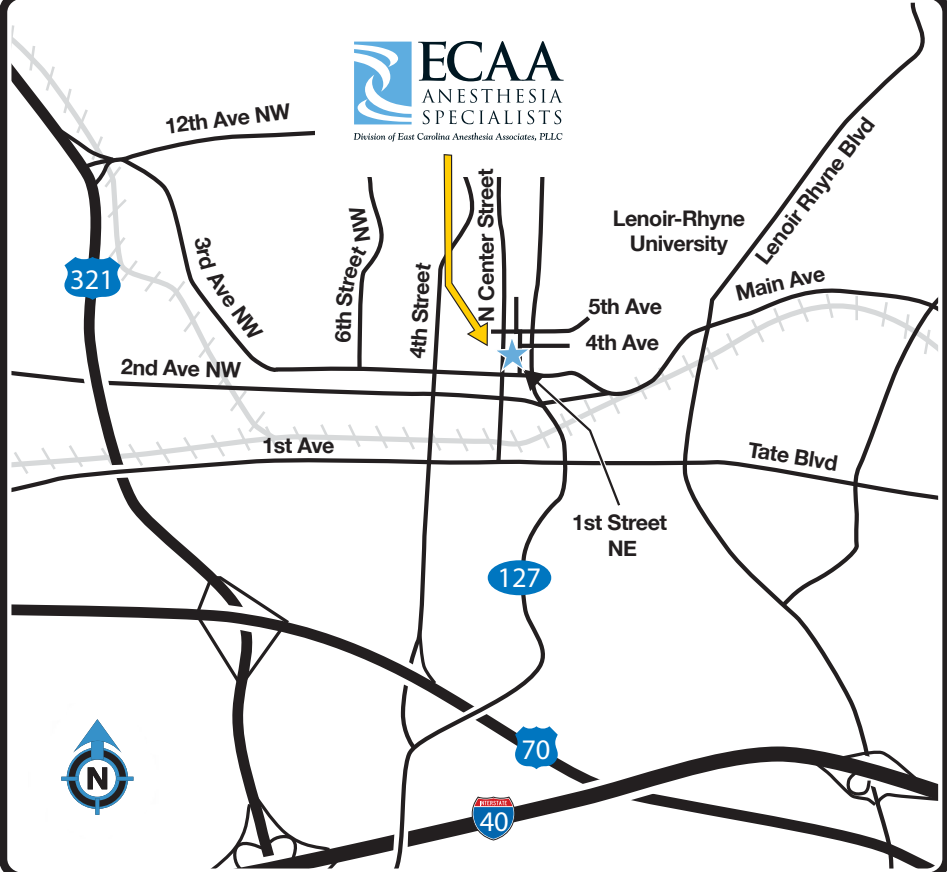 ECAA
ANESTHESIA
SPECIALISTS
Division of East Carolina Anesthesia Associates, PLLC
12th Ave NW
Lenoir Rhyne Blvd
N Center Street
Lenoir-Rhyne
University
3rd Ave NW
6th Street NW
4th Street
321
Main Ave
5th Ave
4th Ave
2nd Ave NW
1st Ave
Tate Blvd
1st Street
NE
127
70
N
INTERSTATE
40